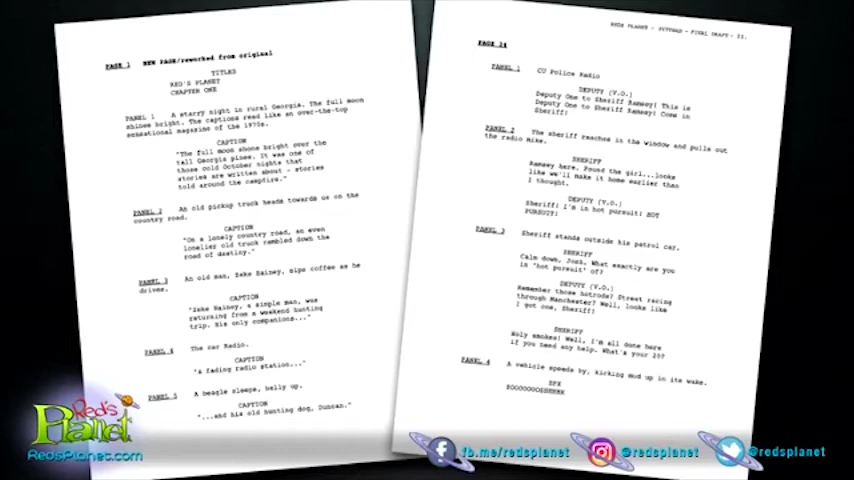 PAGE 1 NEW PAGE/reworked from original
TITLES
RED'S PLANET
CHAPTER ONE
PANEL 1 A starry night in rural Georgia. The full moon
shines bright. The captions read like an over-the-top
sensational magazine of the 1970s.
CAPTION
"The full moon shone bright over the
tall Georgia pines. It was one of
those cold October nights that
stories are written about - stories
told around the campfire."
PANEL 2 An old pickup truck heads towards us on the
country road.
CAPTION
"On a lonely country road, an even
lonelier old truck rambled down the
road of destiny."
PANEL 3 An old man, Zeke Hainey, sips coffee as he
drives.
CAPTION
"Zeke Hainey, a simple man, was
returning from a weekend hunting
trip. His only companions..."
PANEL 4 The car Radio.
CAPTION
"a fading radio station..."
PANEL 5 A beagle sleeps, belly up.
CAPTION
"...and his old hunting dog, Duncan."
RED'S PLANET - PITTMAN - FINAL DRAFT - 21.
PAGE 24
PANEL 1 CU Police Radio
DEPUTY (V.O.)
Deputy One to Sheriff Ramsey! This is
Deputy One to Sheriff Ramsey! Come in
Sheriff!
PANEL 2 The sheriff reaches in the window and pulls out
the radio mike.
SHERIFF
Ramsey here. Found the girl...looks
like we'll make it home earlier than
I thought.
DEPUTY (V.O.)
Sheriff! I'm in hot pursuit! HOT
PURSUIT!
PANEL 3 Sheriff stands outside his patrol car.
SHERIFF
Calm down, Josh. What exactly are you
in "hot pursuit" of?
DEPUTY (V.O.)
Remember those hotrods? Street racing
through Manchester? Well, looks like
I got one, Sheriff!
SHERIFF
Holy smokes! Well, I'm all done here
if you need any help. What's your 20?
PANEL 4 A vehicle speeds by, kicking mud up in its wake.
SFX
Red's
Planet
RedsPlanet.com
fb.me/redsplanet
@redsplanet
@redsplanet